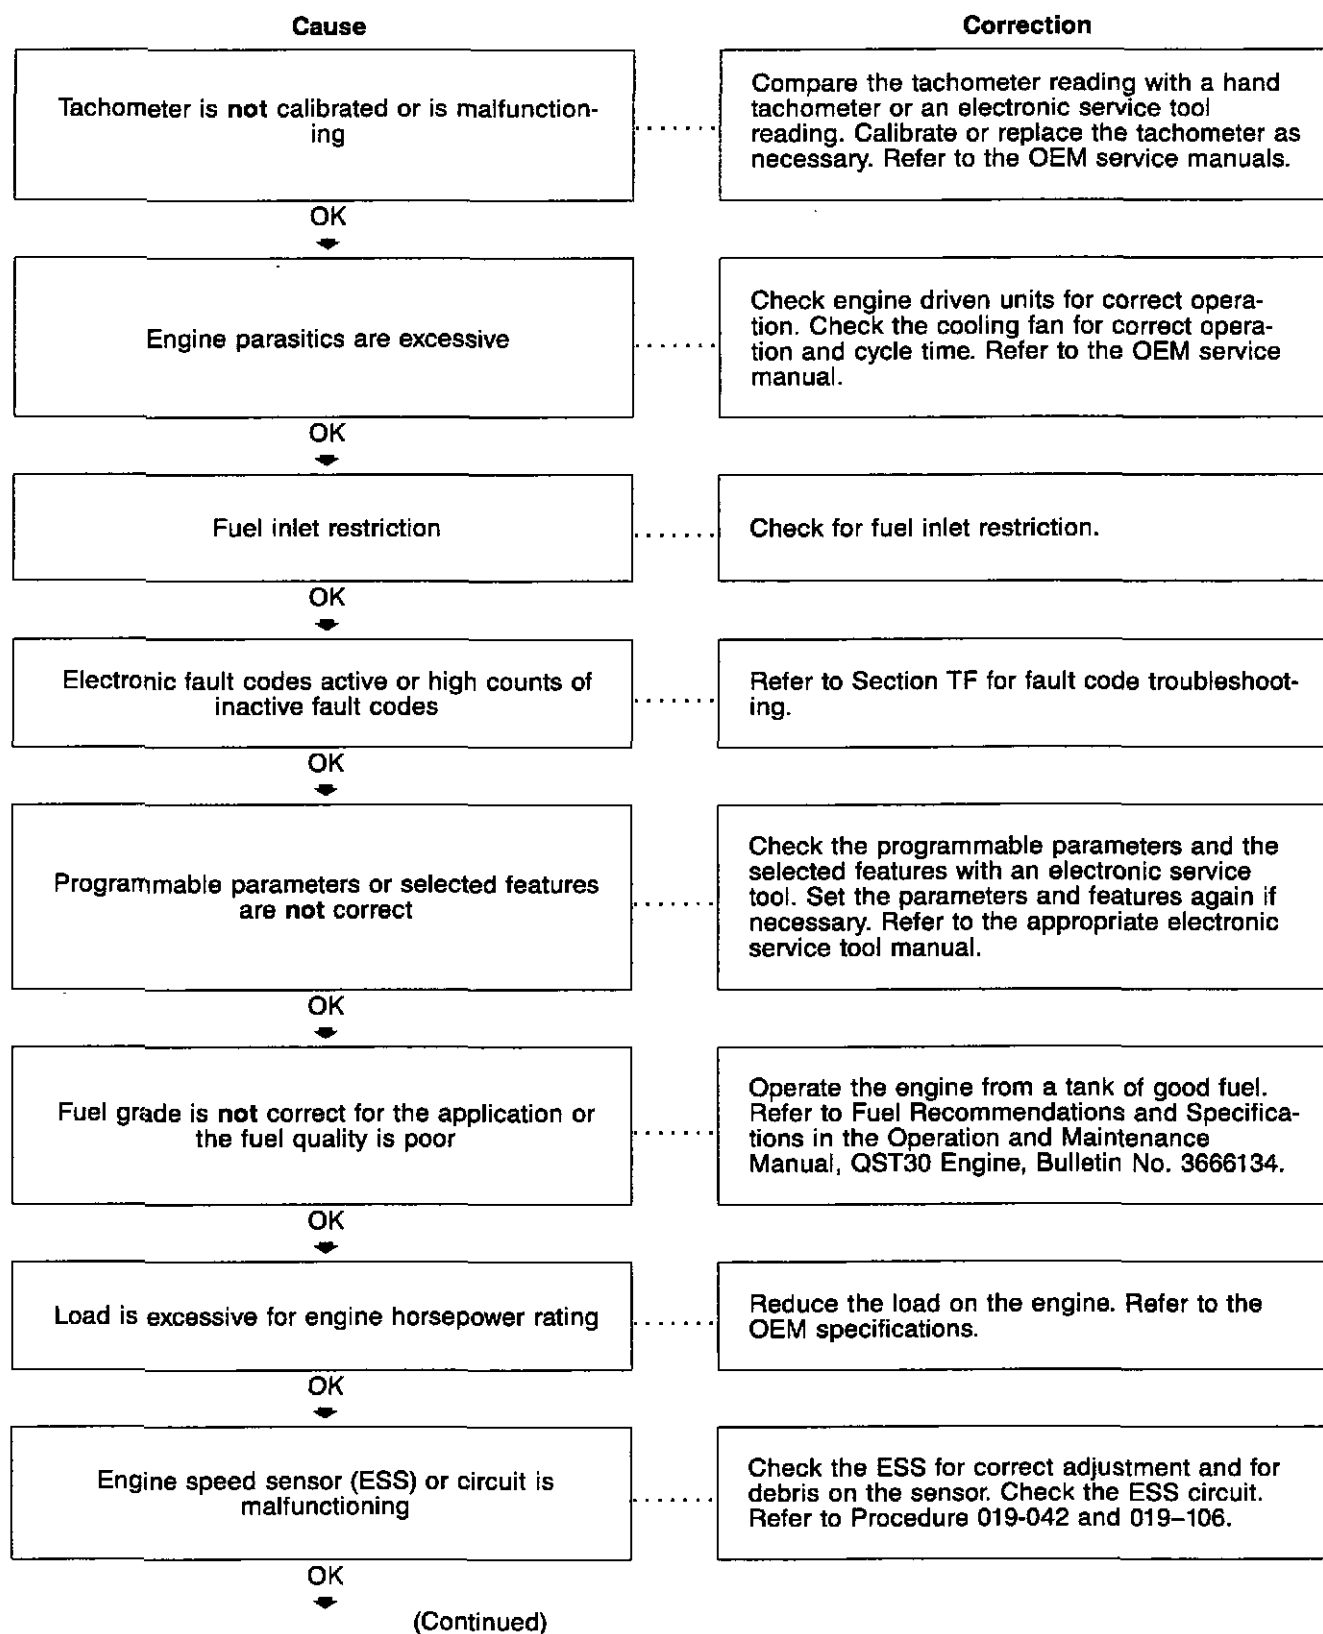 Cause
Correction
Tachometer is not calibrated or is malfunction-
ing
Compare the tachometer reading with a hand
tachometer or an electronic service tool
reading. Calibrate or replace the tachometer as
necessary. Refer to the OEM service manuals.
OK
Engine parasitics are excessive
Check engine driven units for correct opera-
tion. Check the cooling fan for correct opera-
tion and cycle time. Refer to the OEM service
manual.
OK
Fuel inlet restriction
Check for fuel inlet restriction.
OK
Electronic fault codes active or high counts of
inactive fault codes
Refer to Section TF for fault code troubleshoot-
ing.
OK
Programmable parameters or selected features
are not correct
Check the programmable parameters and the
selected features with an electronic service
tool. Set the parameters and features again if
necessary. Refer to the appropriate electronic
service tool manual.
OK
Fuel grade is not correct for the application or
the fuel quality is poor
Operate the engine from a tank of good fuel.
Refer to Fuel Recommendations and Specifica-
tions in the Operation and Maintenance
Manual, QST30 Engine, Bulletin No. 3666134.
OK
Load is excessive for engine horsepower rating
Reduce the load on the engine. Refer to the
OEM specifications.
OK
Engine speed sensor (ESS) or circuit is
malfunctioning
Check the ESS for correct adjustment and for
debris on the sensor. Check the ESS circuit.
Refer to Procedure 019-042 and 019–106.
OK
(Continued)